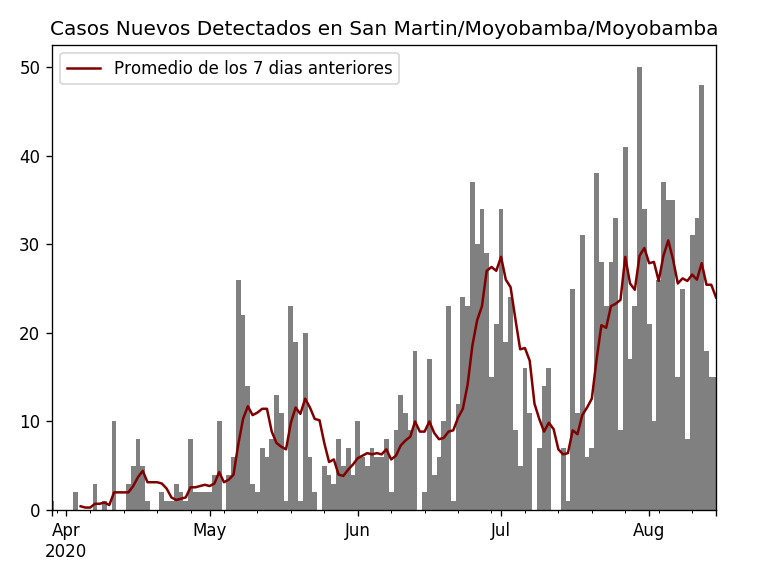 Casos Nuevos Detectados en San Martin/Moyobamba/Moyobamba
Promedio de los 7 dias anteriores
50
40
30
20
10
0
Apr May Jun Jul Aug
2020